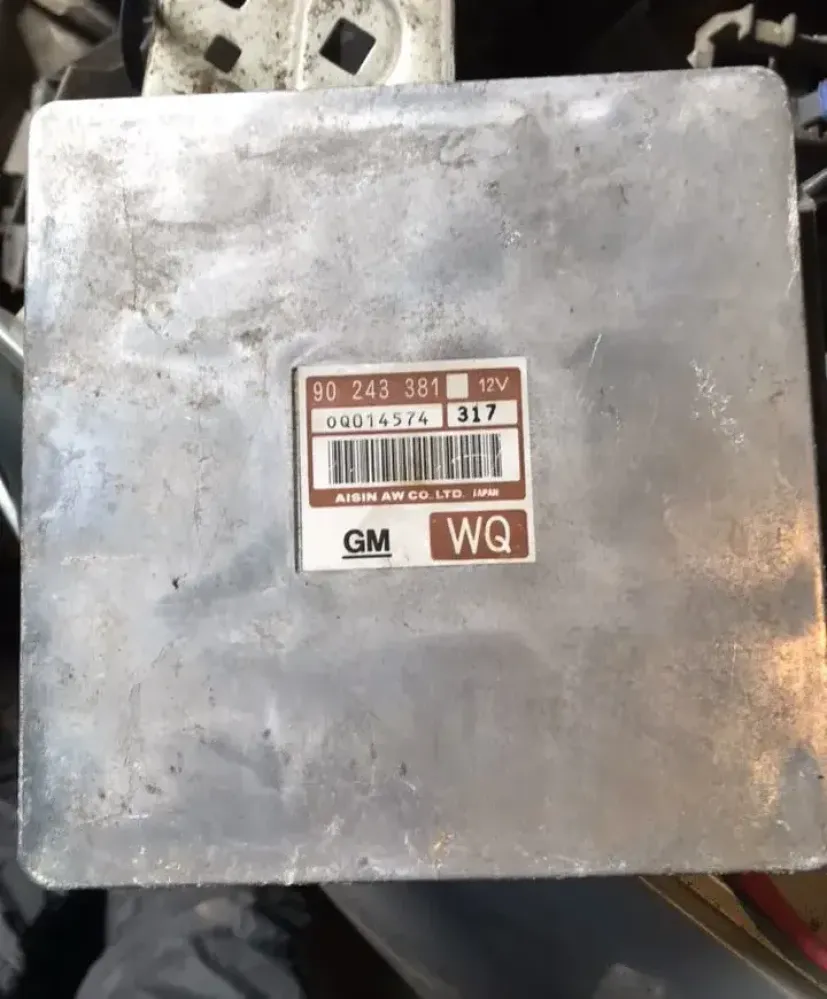 90 243 381 12V
0Q014574 317
AISIN AW CO. LTD. JAPAN
GM WQ